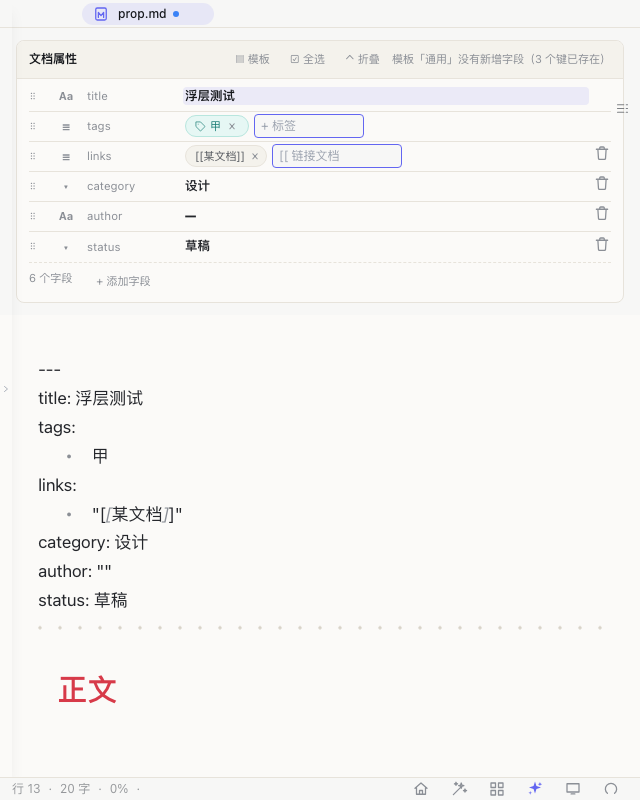 prop.md
文档属性 模板 全选 折叠 模板「通用」没有新增字段（3 个键已存在）
Aa title 浮层测试
tags 甲 × + 标签
links [[某文档]] × [[ 链接文档
category 设计
Aa author —
status 草稿
6 个字段 + 添加字段
---
title: 浮层测试
tags:
• 甲
links:
• "[[某文档]]"
category: 设计
author: ""
status: 草稿
正文
行 13 · 20 字 · 0% ·